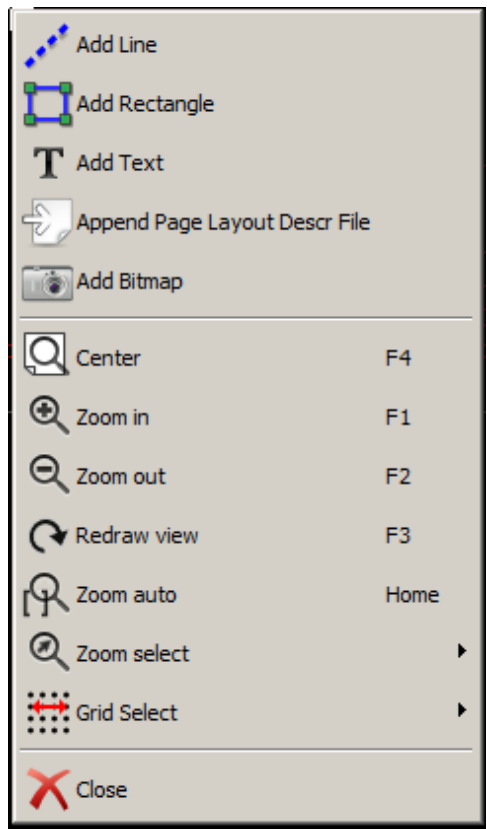 Add Line
Add Rectangle
T Add Text
Append Page Layout Descr File
Add Bitmap
Center F4
Zoom in F1
Zoom out F2
Redraw view F3
Zoom auto Home
Zoom select
Grid Select
Close